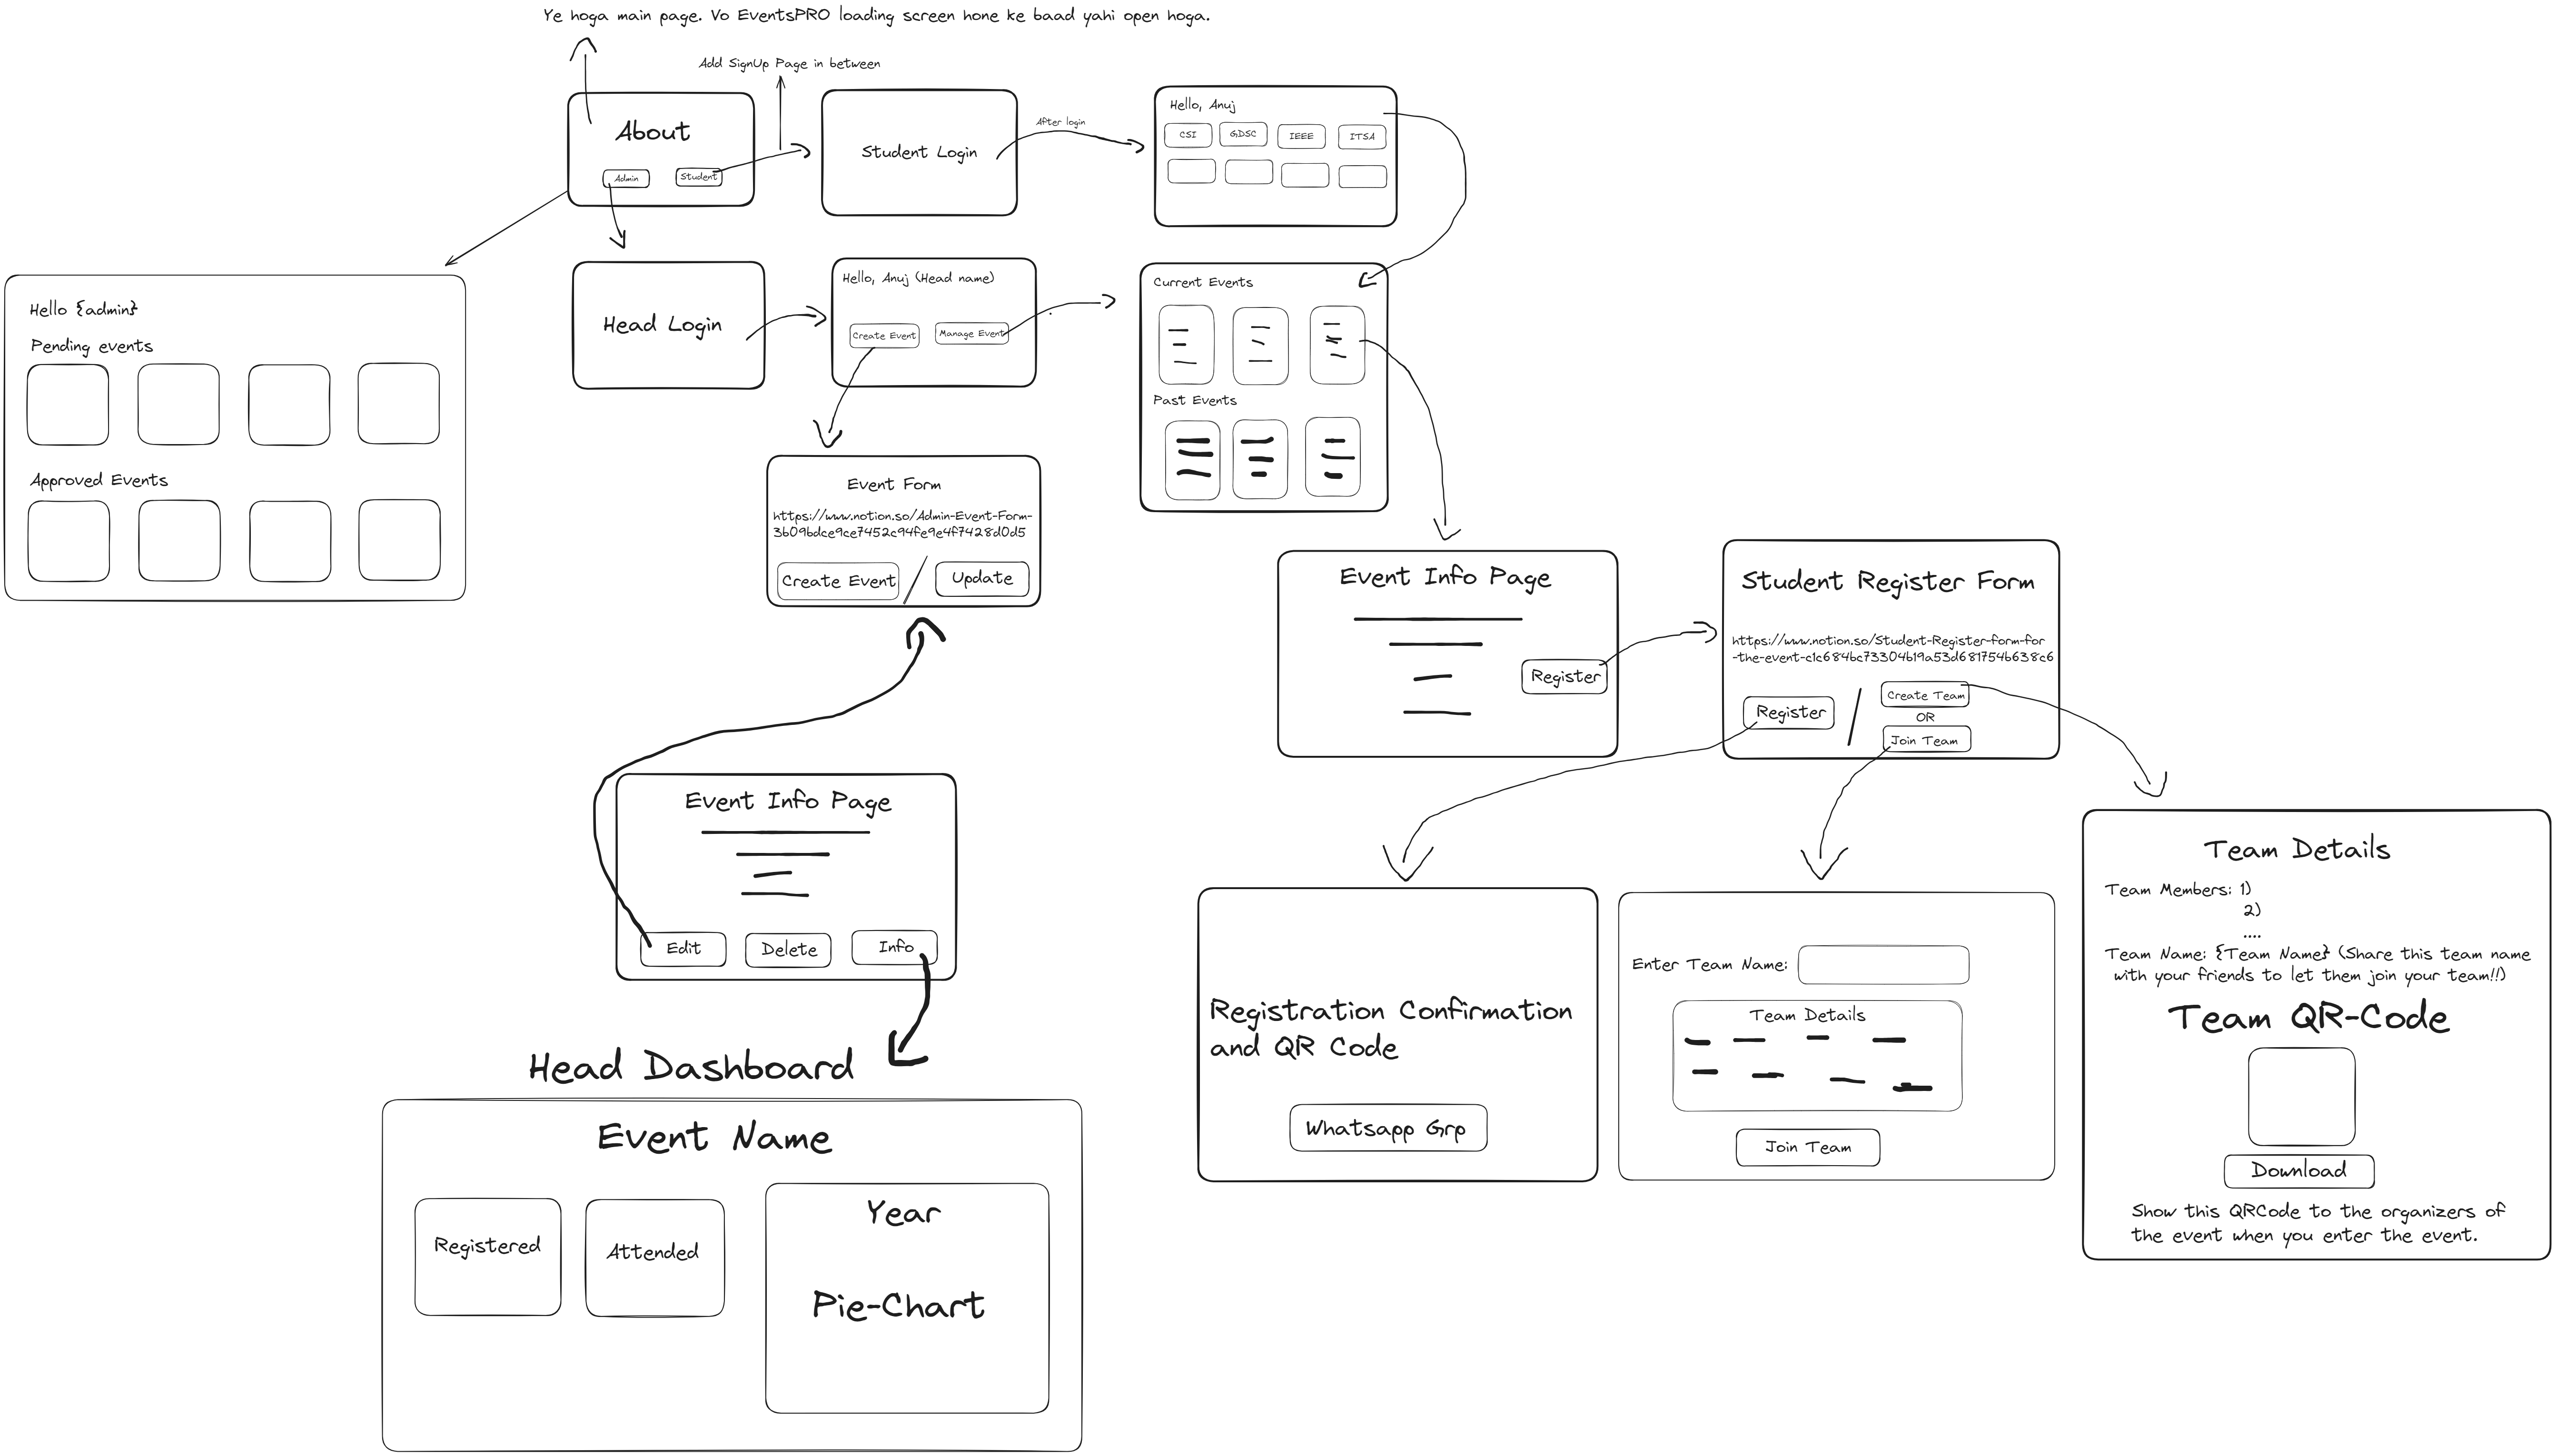 Ye hoga main page. Vo EventsPRO loading screen hone ke baad yahi open hoga.
Add SignUp Page in between
About
Admin
Student
Student Login
After login
Hello, Anuj
CSI
GDSC
IEEE
ITSA
Hello {admin}
Pending events
Approved Events
Head Login
Hello, Anuj (Head name)
Create Event
Manage Event
Current Events
Past Events
Event Form
https://www.notion.so/Admin-Event-Form-
3b09bdce9ce7452c94fe9e4f7428d0d5
Create Event
Update
Event Info Page
Register
Student Register Form
https://www.notion.so/Student-Register-form-for
-the-event-c1c684bc73304b19a53d681754b638c6
Register
Create Team
OR
Join Team
Event Info Page
Edit
Delete
Info
Head Dashboard
Event Name
Registered
Attended
Year
Pie-Chart
Registration Confirmation
and QR Code
Whatsapp Grp
Enter Team Name:
Team Details
Join Team
Team Details
Team Members: 1)
2)
....
Team Name: {Team Name} (Share this team name
with your friends to let them join your team!!)
Team QR-Code
Download
Show this QRCode to the organizers of
the event when you enter the event.